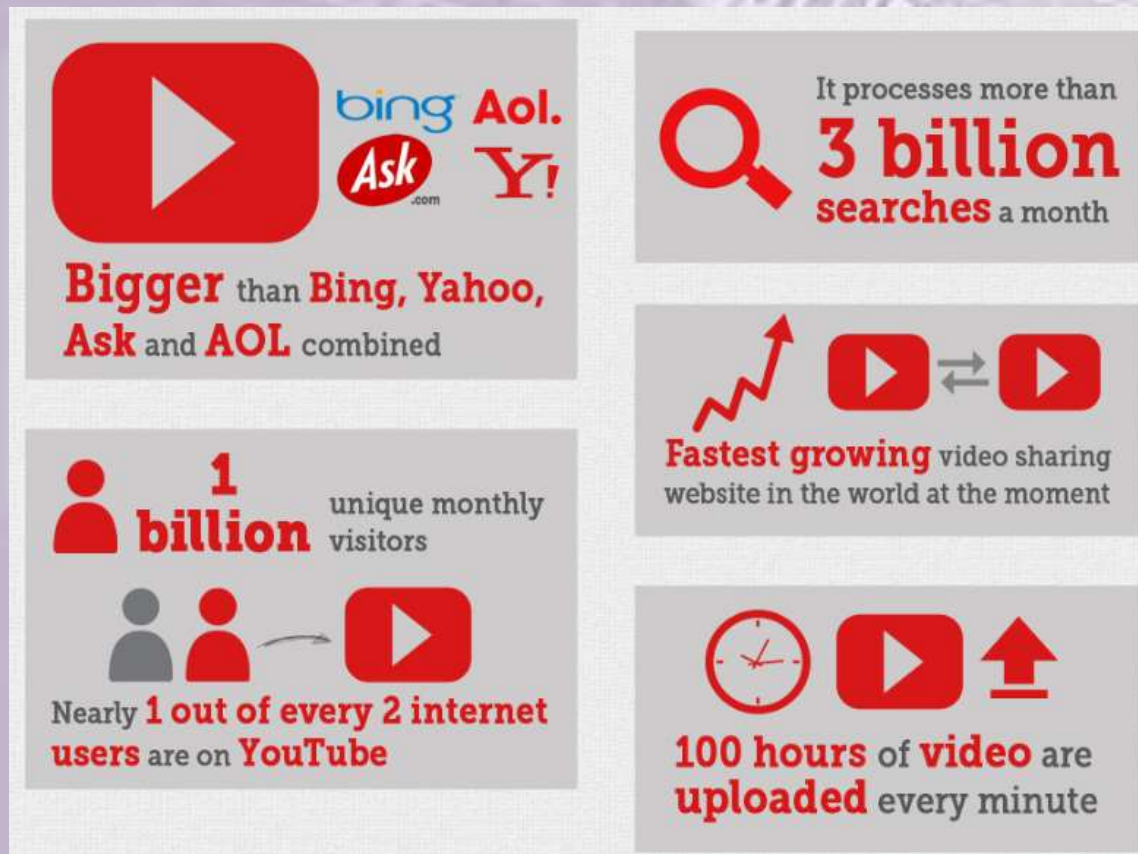 bing Aol.
Ask.com Y!
Bigger than Bing, Yahoo,
Ask and AOL combined
1
billion
unique monthly
visitors
Nearly 1 out of every 2 internet
users are on YouTube
It processes more than
3 billion
searches a month
Fastest growing video sharing
website in the world at the moment
100 hours of video are
uploaded every minute